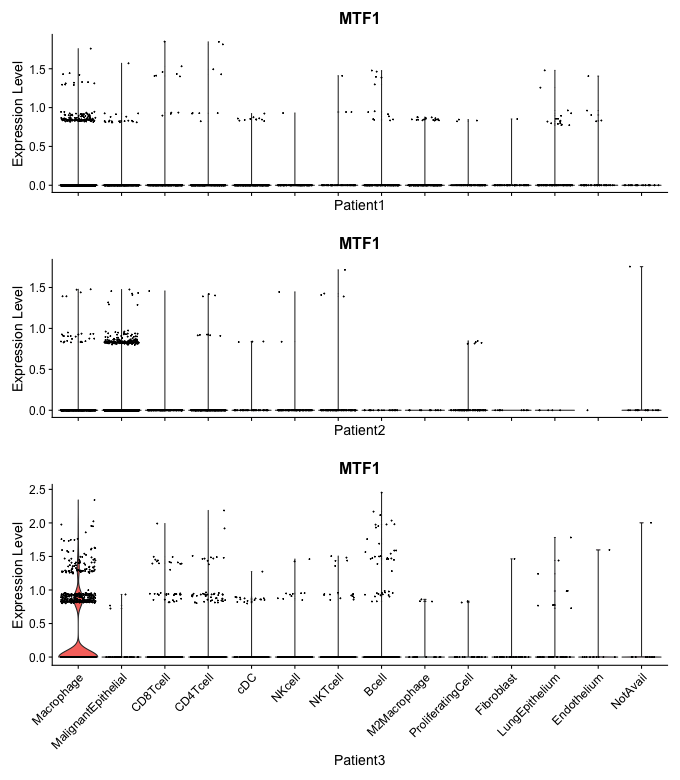 MTF1
Expression Level
1.5
1.0
0.5
0.0
Patient1
MTF1
Expression Level
1.5
1.0
0.5
0.0
Patient2
MTF1
Expression Level
2.5
2.0
1.5
1.0
0.5
0.0
Macrophage
MalignantEpithelial
CD8Tcell
CD4Tcell
cDC
NKcell
NKTcell
Bcell
M2Macrophage
ProliferatingCell
Fibroblast
LungEpithelium
Endothelium
NotAvail
Patient3